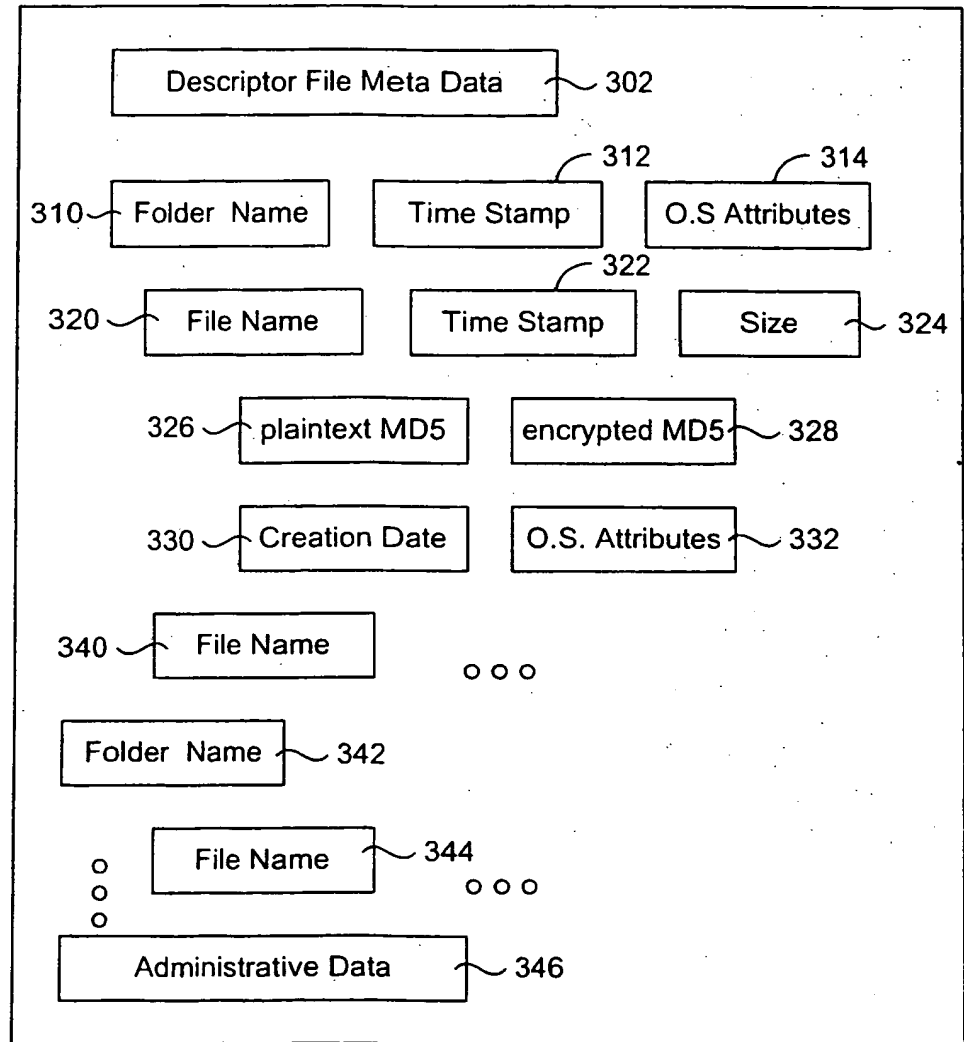 Descriptor File Meta Data 302
312 314
310 Folder Name Time Stamp O.S Attributes
322
320 File Name Time Stamp Size 324
326 plaintext MD5 encrypted MD5 328
330 Creation Date O.S. Attributes 332
340 File Name
Folder Name 342
File Name 344
Administrative Data 346